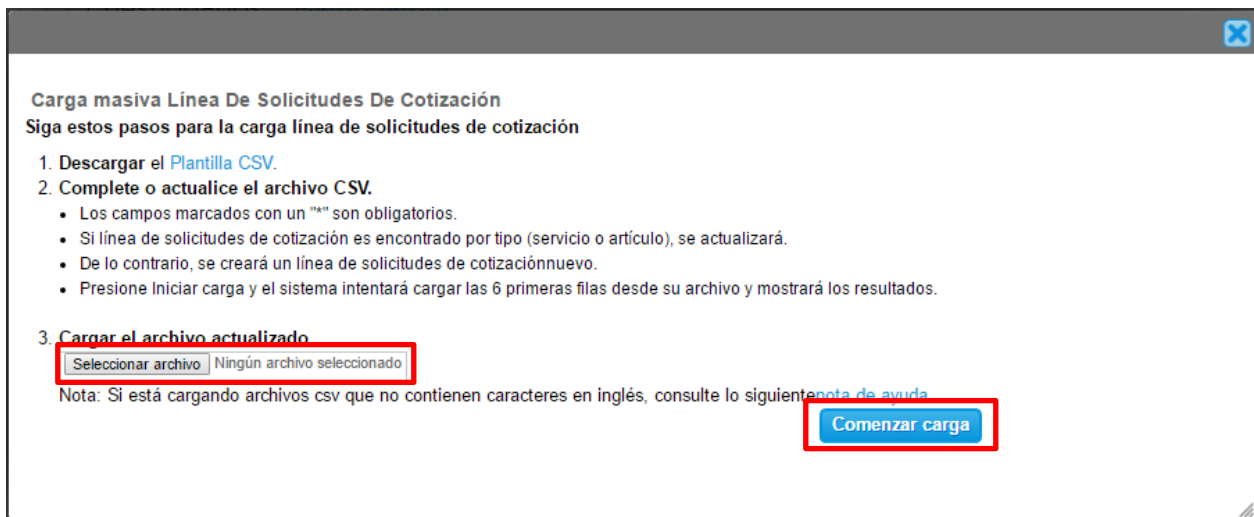 Carga masiva Línea De Solicitudes De Cotización
Siga estos pasos para la carga línea de solicitudes de cotización
1. Descargar el Plantilla CSV.
2. Complete o actualice el archivo CSV.
• Los campos marcados con un "*" son obligatorios.
• Si línea de solicitudes de cotización es encontrado por tipo (servicio o artículo), se actualizará.
• De lo contrario, se creará un línea de solicitudes de cotizaciónnuevo.
• Presione Iniciar carga y el sistema intentará cargar las 6 primeras filas desde su archivo y mostrará los resultados.
3. Cargar el archivo actualizado
Seleccionar archivo Ningún archivo seleccionado
Nota: Si está cargando archivos csv que no contienen caracteres en inglés, consulte lo siguientenota de ayuda
Comenzar carga